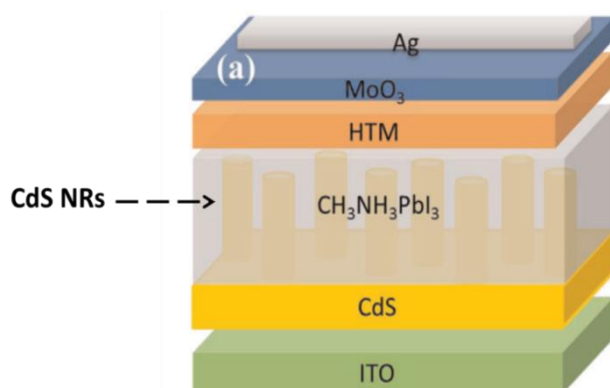 Ag
(a)
MoO₃
HTM
CdS NRs
CH₃NH₃PbI₃
CdS
ITO